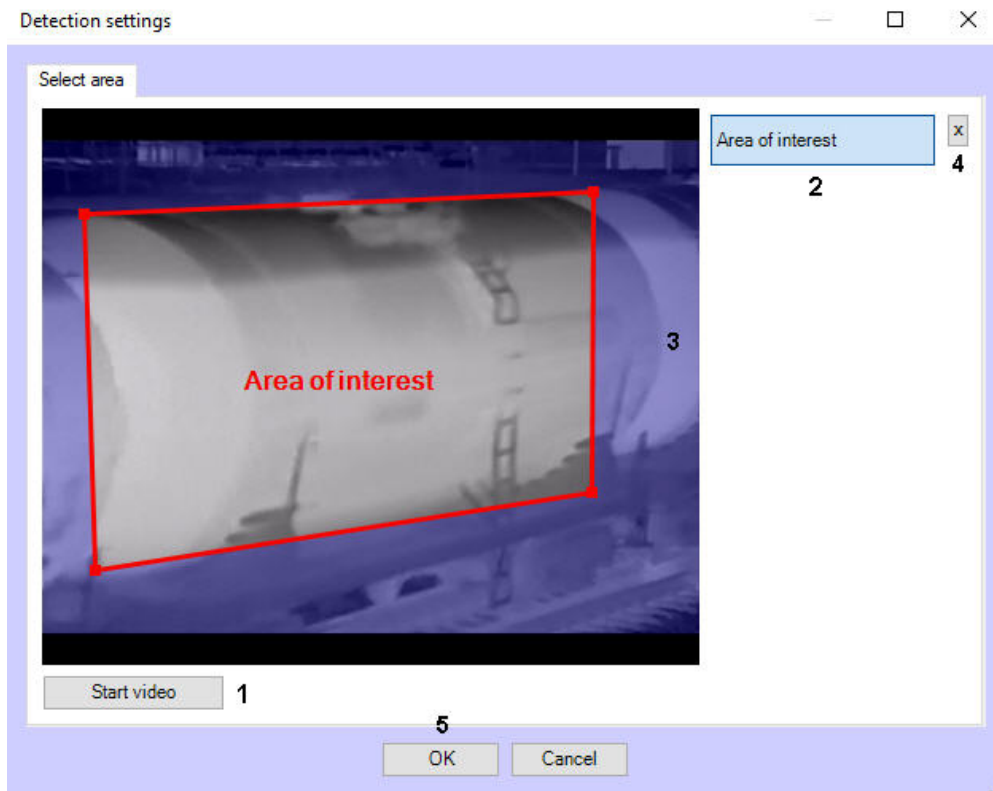 Detection settings
Select area
Area of interest
x
2
4
3
Area of interest
Start video
1
5
OK
Cancel